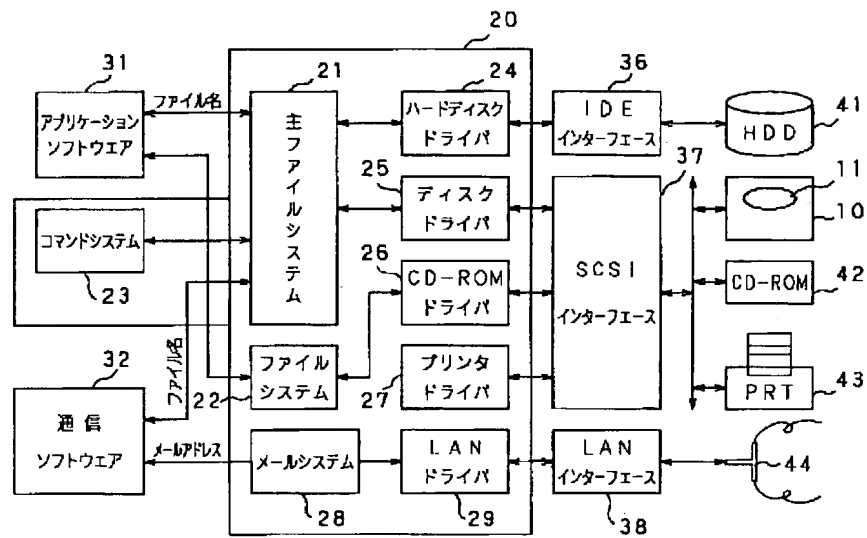 20
31
21
24
36
41
アプリケーション
ソフトウエア
ファイル名
主ファイルシステム
ハードディスク
ドライバ
IDE
インターフェース
HDD
25
37
11
10
コマンドシステム
23
ディスク
ドライバ
26
CD-ROM
ドライバ
SCSI
インターフェース
CD-ROM
42
32
ファイル名
ファイル
システム
22
27
プリンタ
ドライバ
PRT
43
通信
ソフトウエア
メールアドレス
メールシステム
LAN
ドライバ
LAN
インターフェース
44
28
29
38